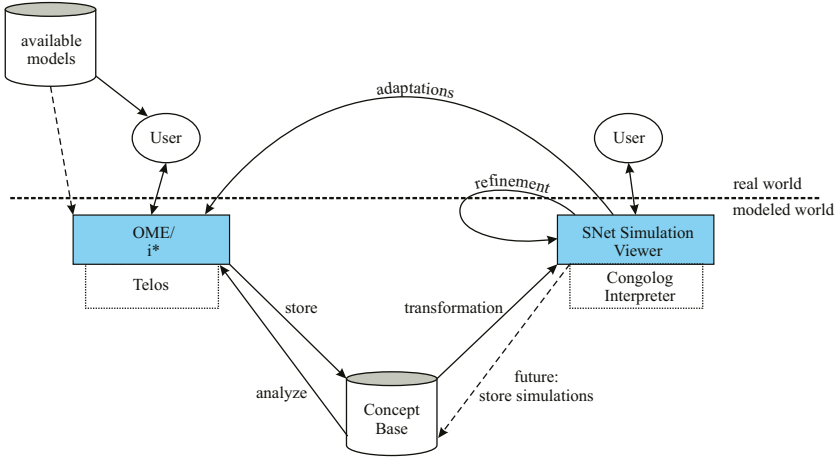 available
models
adaptations
User
User
refinement
real world
modeled world
OME/
i*
SNet Simulation
Viewer
Telos
Congolog
Interpreter
store
transformation
analyze
future:
store simulations
Concept
Base